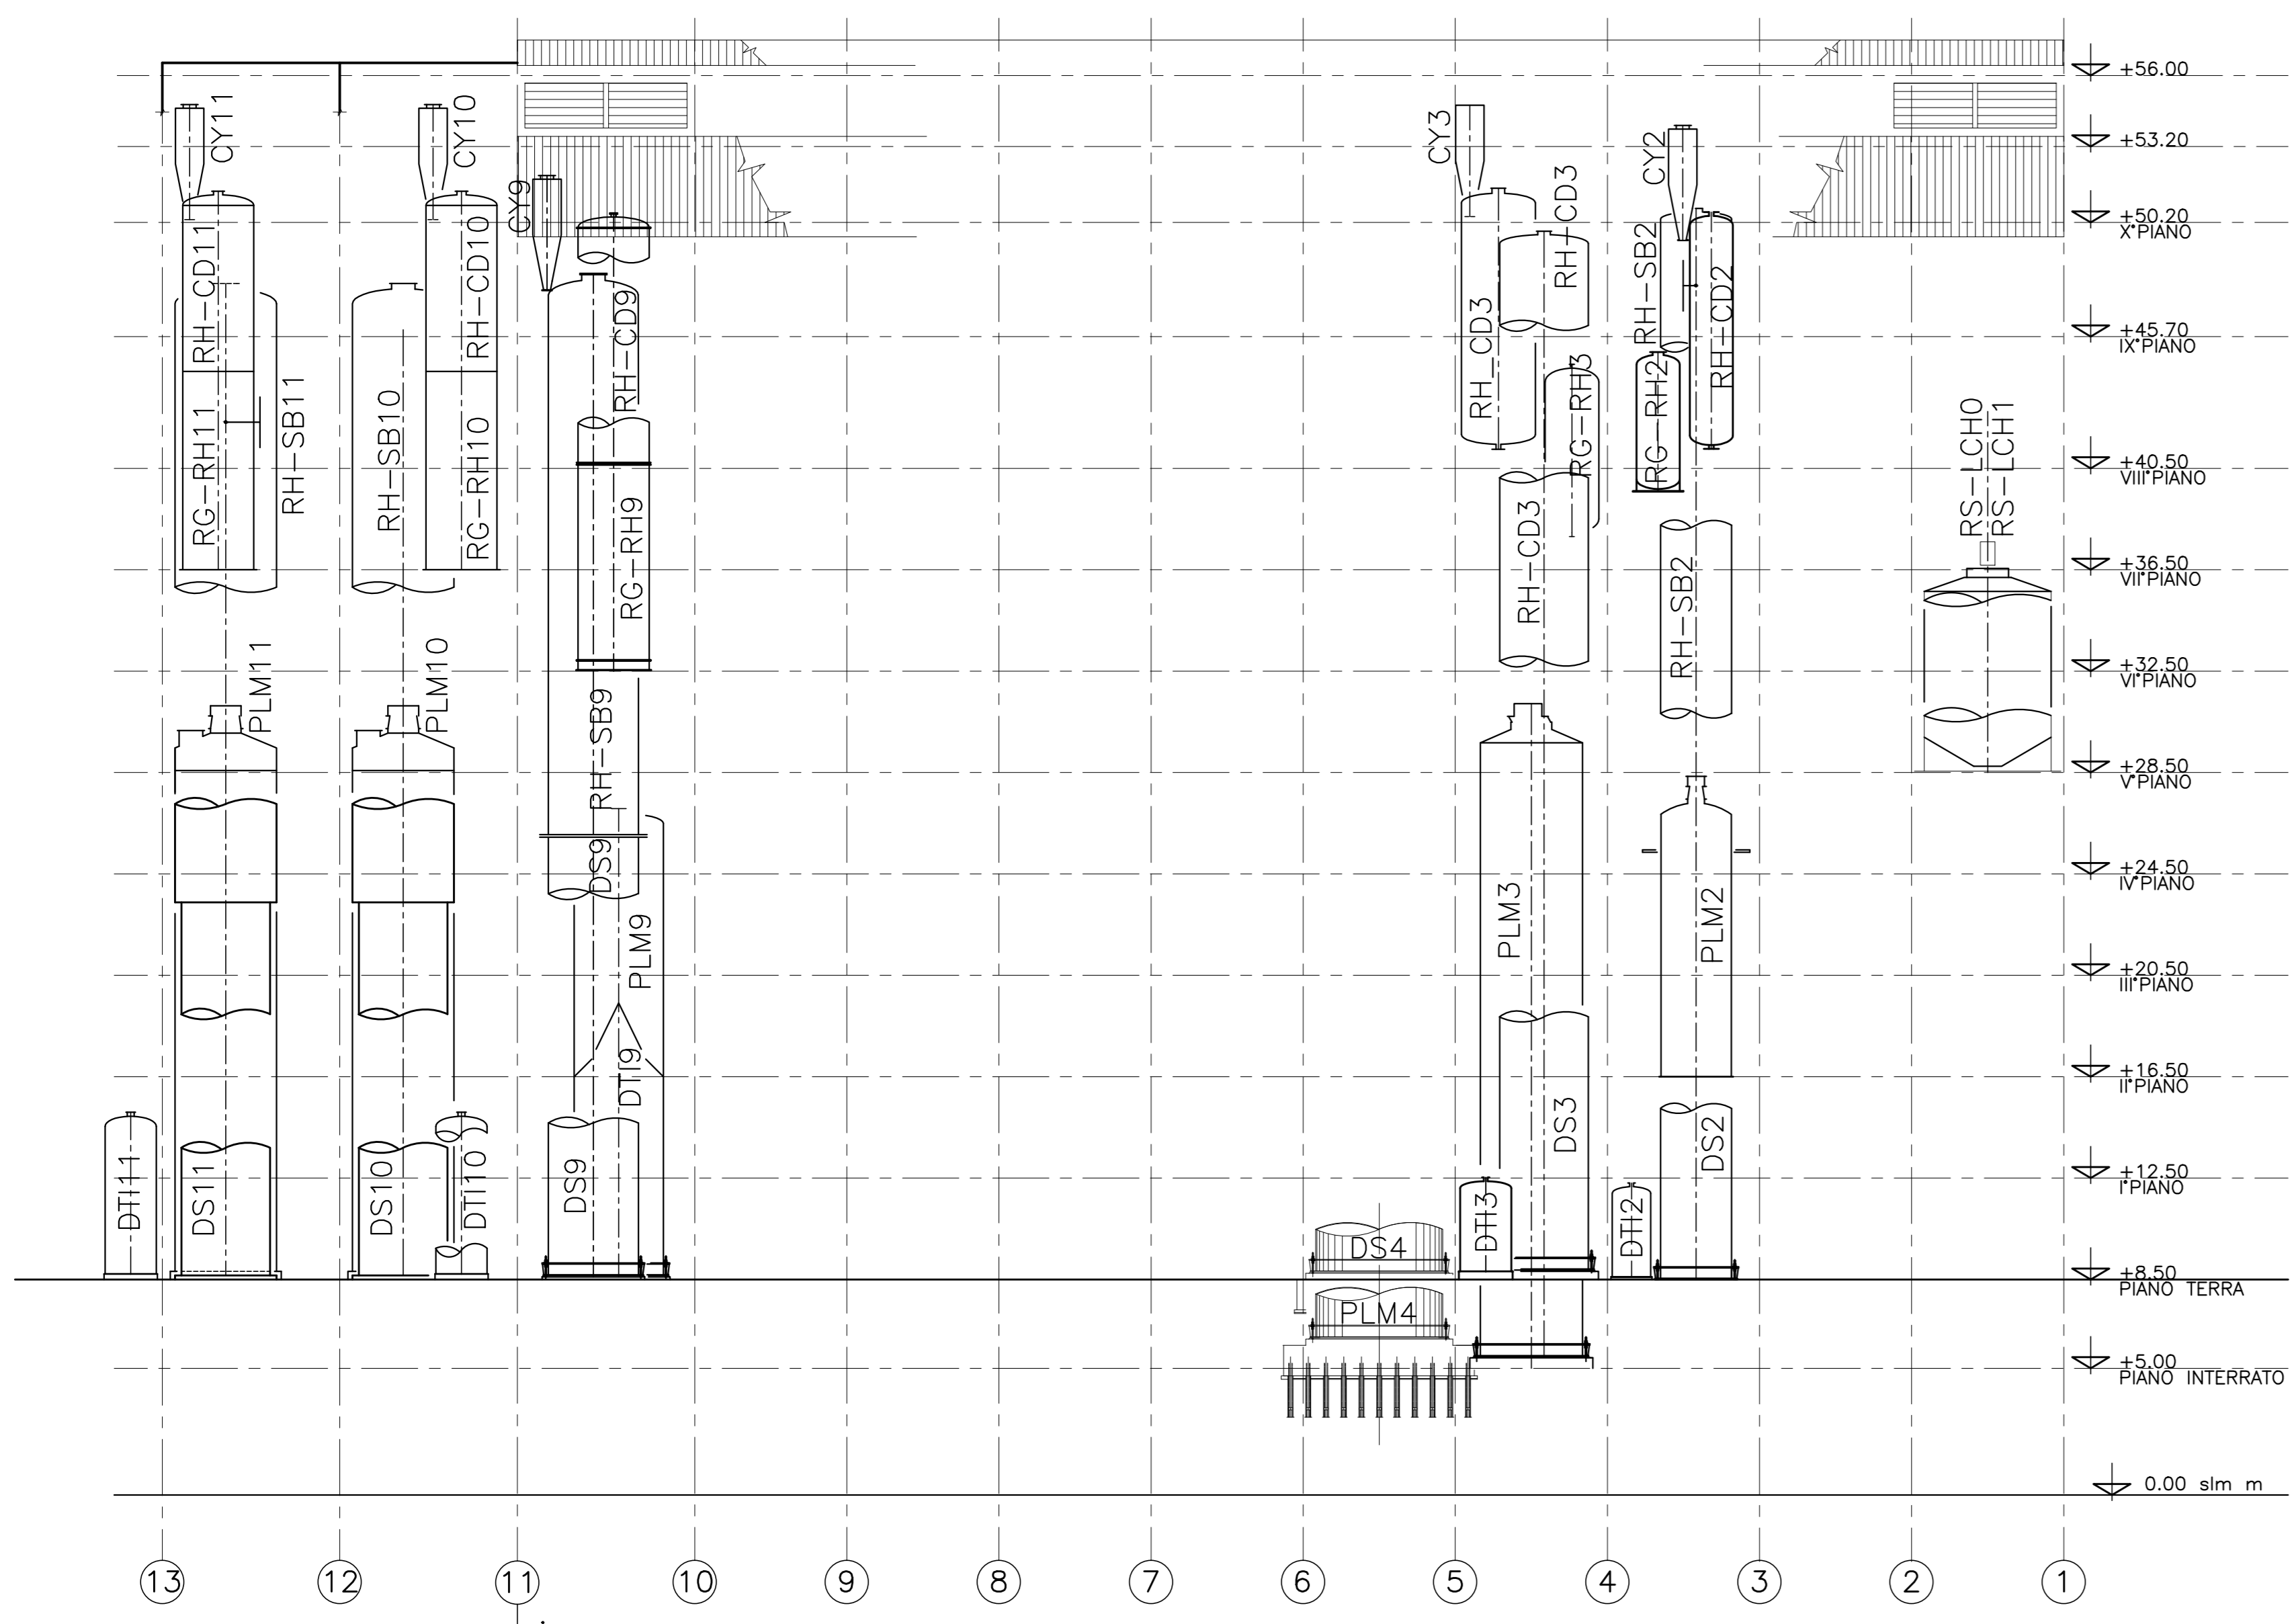 +56.00
CY11
CY10
CY3
CY2
+53.20
CY9
+50.20
X°PIANO
RH-CD11
RH-CD10
RH-CD9
RH_CD3
RH-CD3
RH-SB2
RH-CD2
+45.70
IX°PIANO
RG-RH11
RH-SB11
RH-SB10
RG-RH10
RG-RH9
RG-RH3
RG-RH2
RS-LCH0
RS-LCH1
+40.50
VIII°PIANO
RH-CD3
RH-SB2
+36.50
VII°PIANO
PLM11
PLM10
RH-SB9
+32.50
VI°PIANO
+28.50
V°PIANO
DS9
PLM9
PLM3
PLM2
+24.50
IV°PIANO
+20.50
III°PIANO
DTI9
+16.50
II°PIANO
DTI11
DS11
DS10
DTI10
DS9
DS4
DTI3
DS3
DTI2
DS2
+12.50
I°PIANO
+8.50
PIANO TERRA
PLM4
+5.00
PIANO INTERRATO
0.00 slm m
13 12 11 10 9 8 7 6 5 4 3 2 1